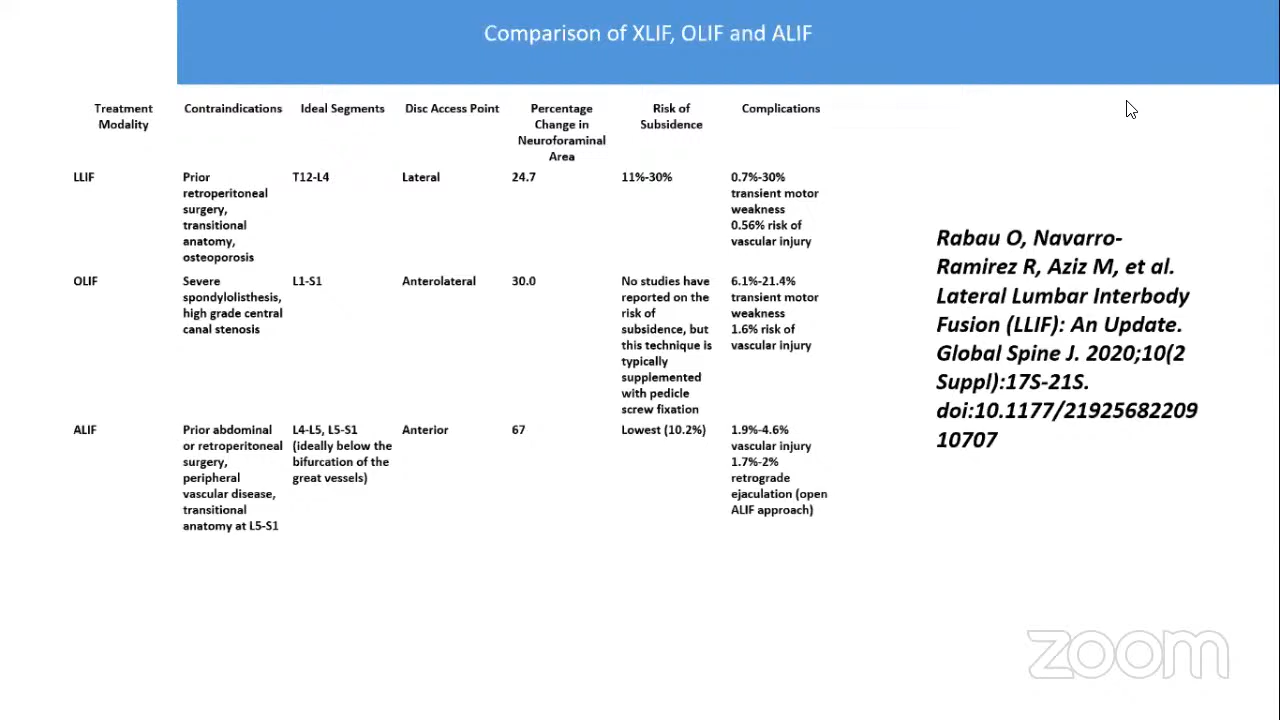 Comparison of XLIF, OLIF and ALIF
Treatment Modality
Contraindications
Ideal Segments
Disc Access Point
Percentage Change in Neuroforaminal Area
Risk of Subsidence
Complications
LLIF
Prior
retroperitoneal
surgery,
transitional
anatomy,
osteoporosis
T12-L4
Lateral
24.7
11%-30%
0.7%-30%
transient motor
weakness
0.56% risk of
vascular injury
OLIF
Severe
spondylolisthesis,
high grade central
canal stenosis
L1-S1
Anterolateral
30.0
No studies have
reported on the
risk of
subsidence, but
this technique is
typically
supplemented
with pedicle
screw fixation
6.1%-21.4%
transient motor
weakness
1.6% risk of
vascular injury
ALIF
Prior abdominal
or retroperitoneal
surgery,
peripheral
vascular disease,
transitional
anatomy at L5-S1
L4-L5, L5-S1
(ideally below the
bifurcation of the
great vessels)
Anterior
67
Lowest (10.2%)
1.9%-4.6%
vascular injury
1.7%-2%
retrograde
ejaculation (open
ALIF approach)
Rabau O, Navarro-
Ramirez R, Aziz M, et al.
Lateral Lumbar Interbody
Fusion (LLIF): An Update.
Global Spine J. 2020;10(2
Suppl):17S-21S.
doi:10.1177/21925682209
10707
zoom